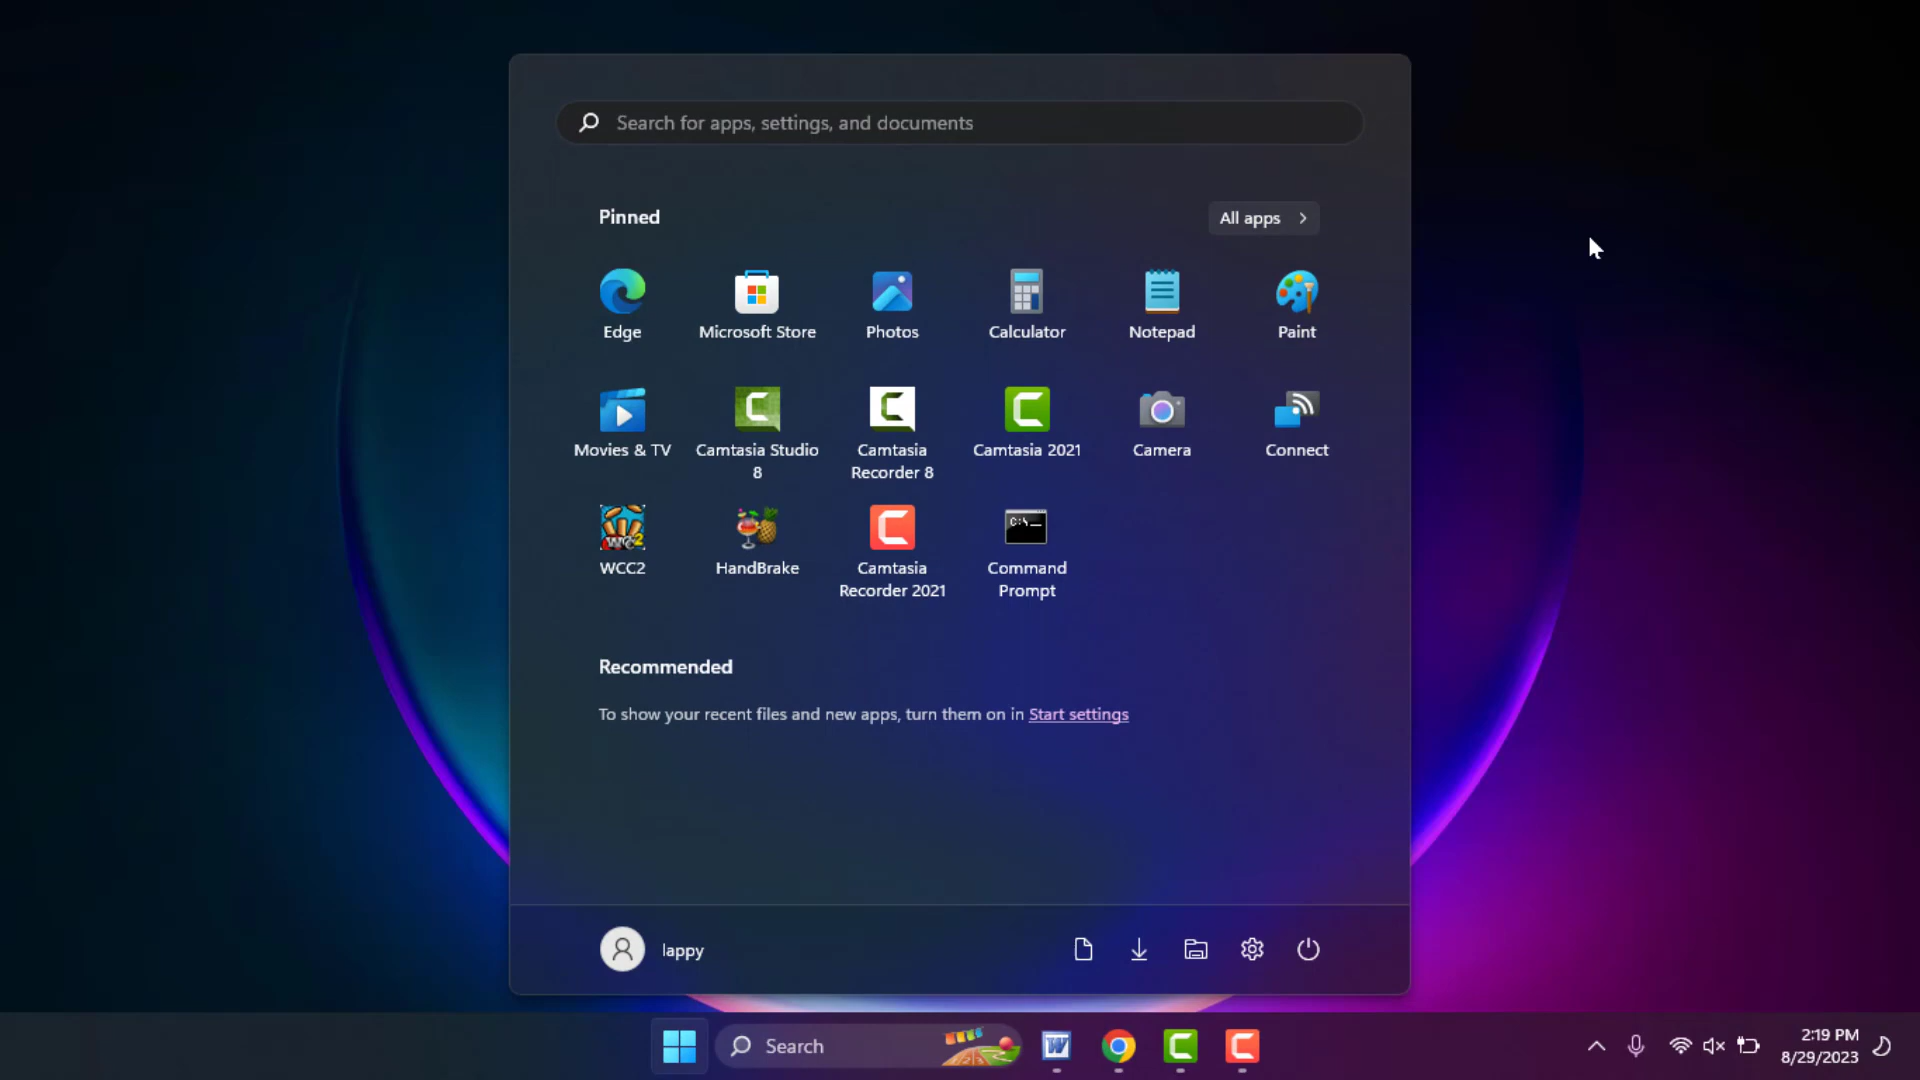 Search for apps, settings, and documents
Pinned
All apps
Edge
Microsoft Store
Photos
Calculator
Notepad
Paint
Movies & TV
Camtasia Studio
8
Camtasia
Recorder 8
Camtasia 2021
Camera
Connect
WCC2
WCC2
HandBrake
Camtasia
Recorder 2021
C:\_
Command
Prompt
Recommended
To show your recent files and new apps, turn them on in Start settings
lappy
Search
W
2:19 PM
8/29/2023